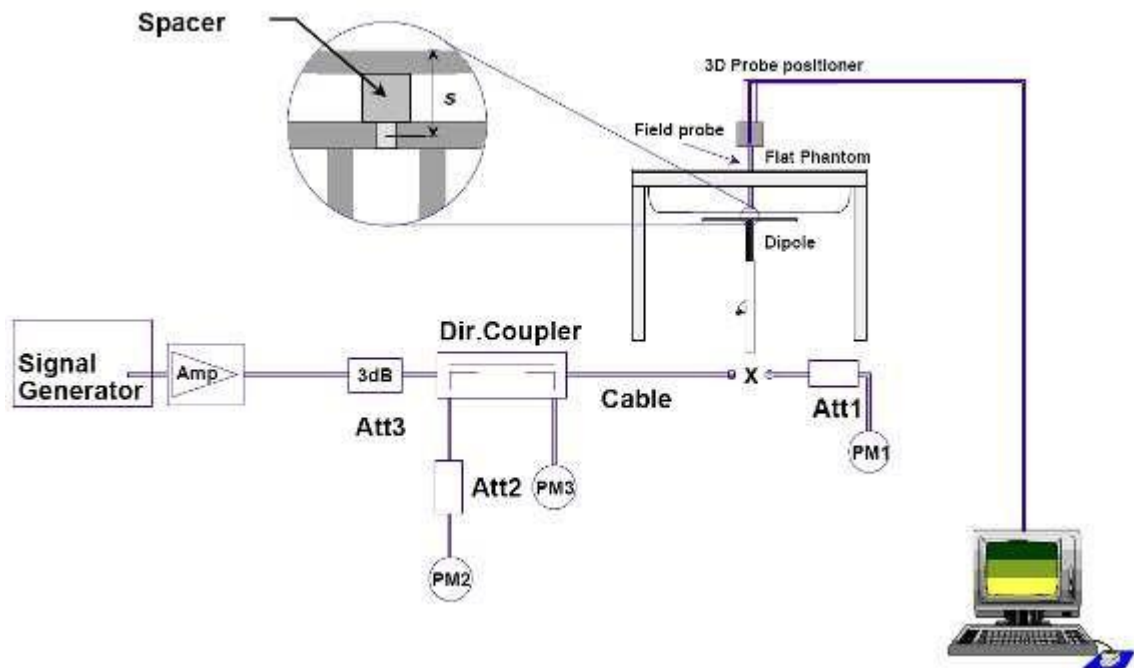 Spacer
s
3D Probe positioner
Field probe
Flat Phantom
Dipole
Dir.Coupler
Signal
Generator
Amp
3dB
Att3
Cable
X
Att1
PM1
Att2
PM3
PM2